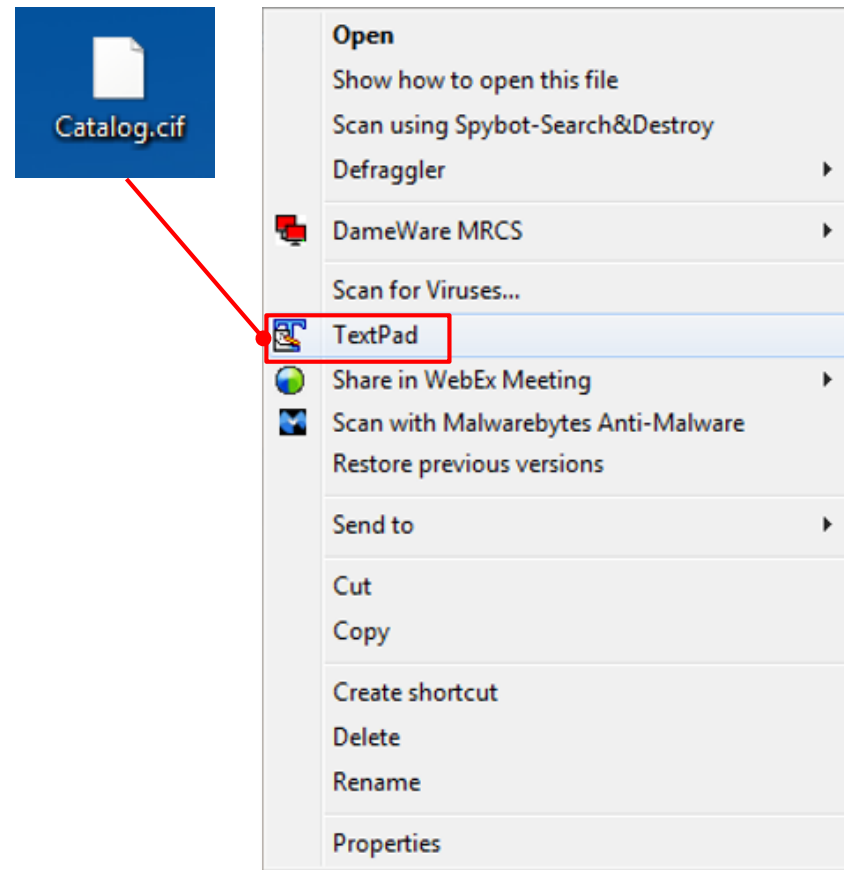 Catalog.cif
Open
Show how to open this file
Scan using Spybot-Search&Destroy
Defraggler
DameWare MRCS
Scan for Viruses...
TextPad
Share in WebEx Meeting
Scan with Malwarebytes Anti-Malware
Restore previous versions
Send to
Cut
Copy
Create shortcut
Delete
Rename
Properties